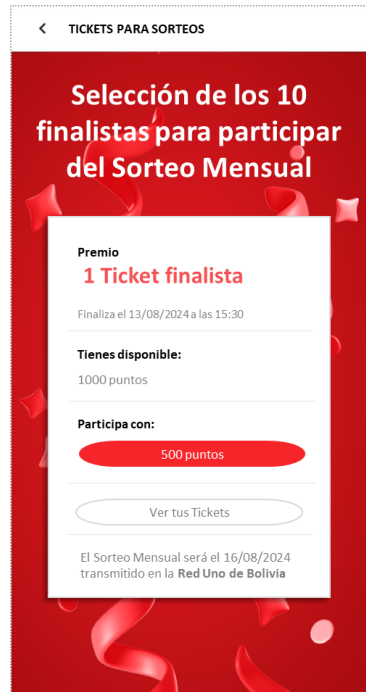 TICKETS PARA SORTEOS
Selección de los 10
finalistas para participar
del Sorteo Mensual
Premio
1 Ticket finalista
Finaliza el 13/08/2024 a las 15:30
Tienes disponible:
1000 puntos
Participa con:
500 puntos
Ver tus Tickets
El Sorteo Mensual será el 16/08/2024
transmitido en la Red Uno de Bolivia